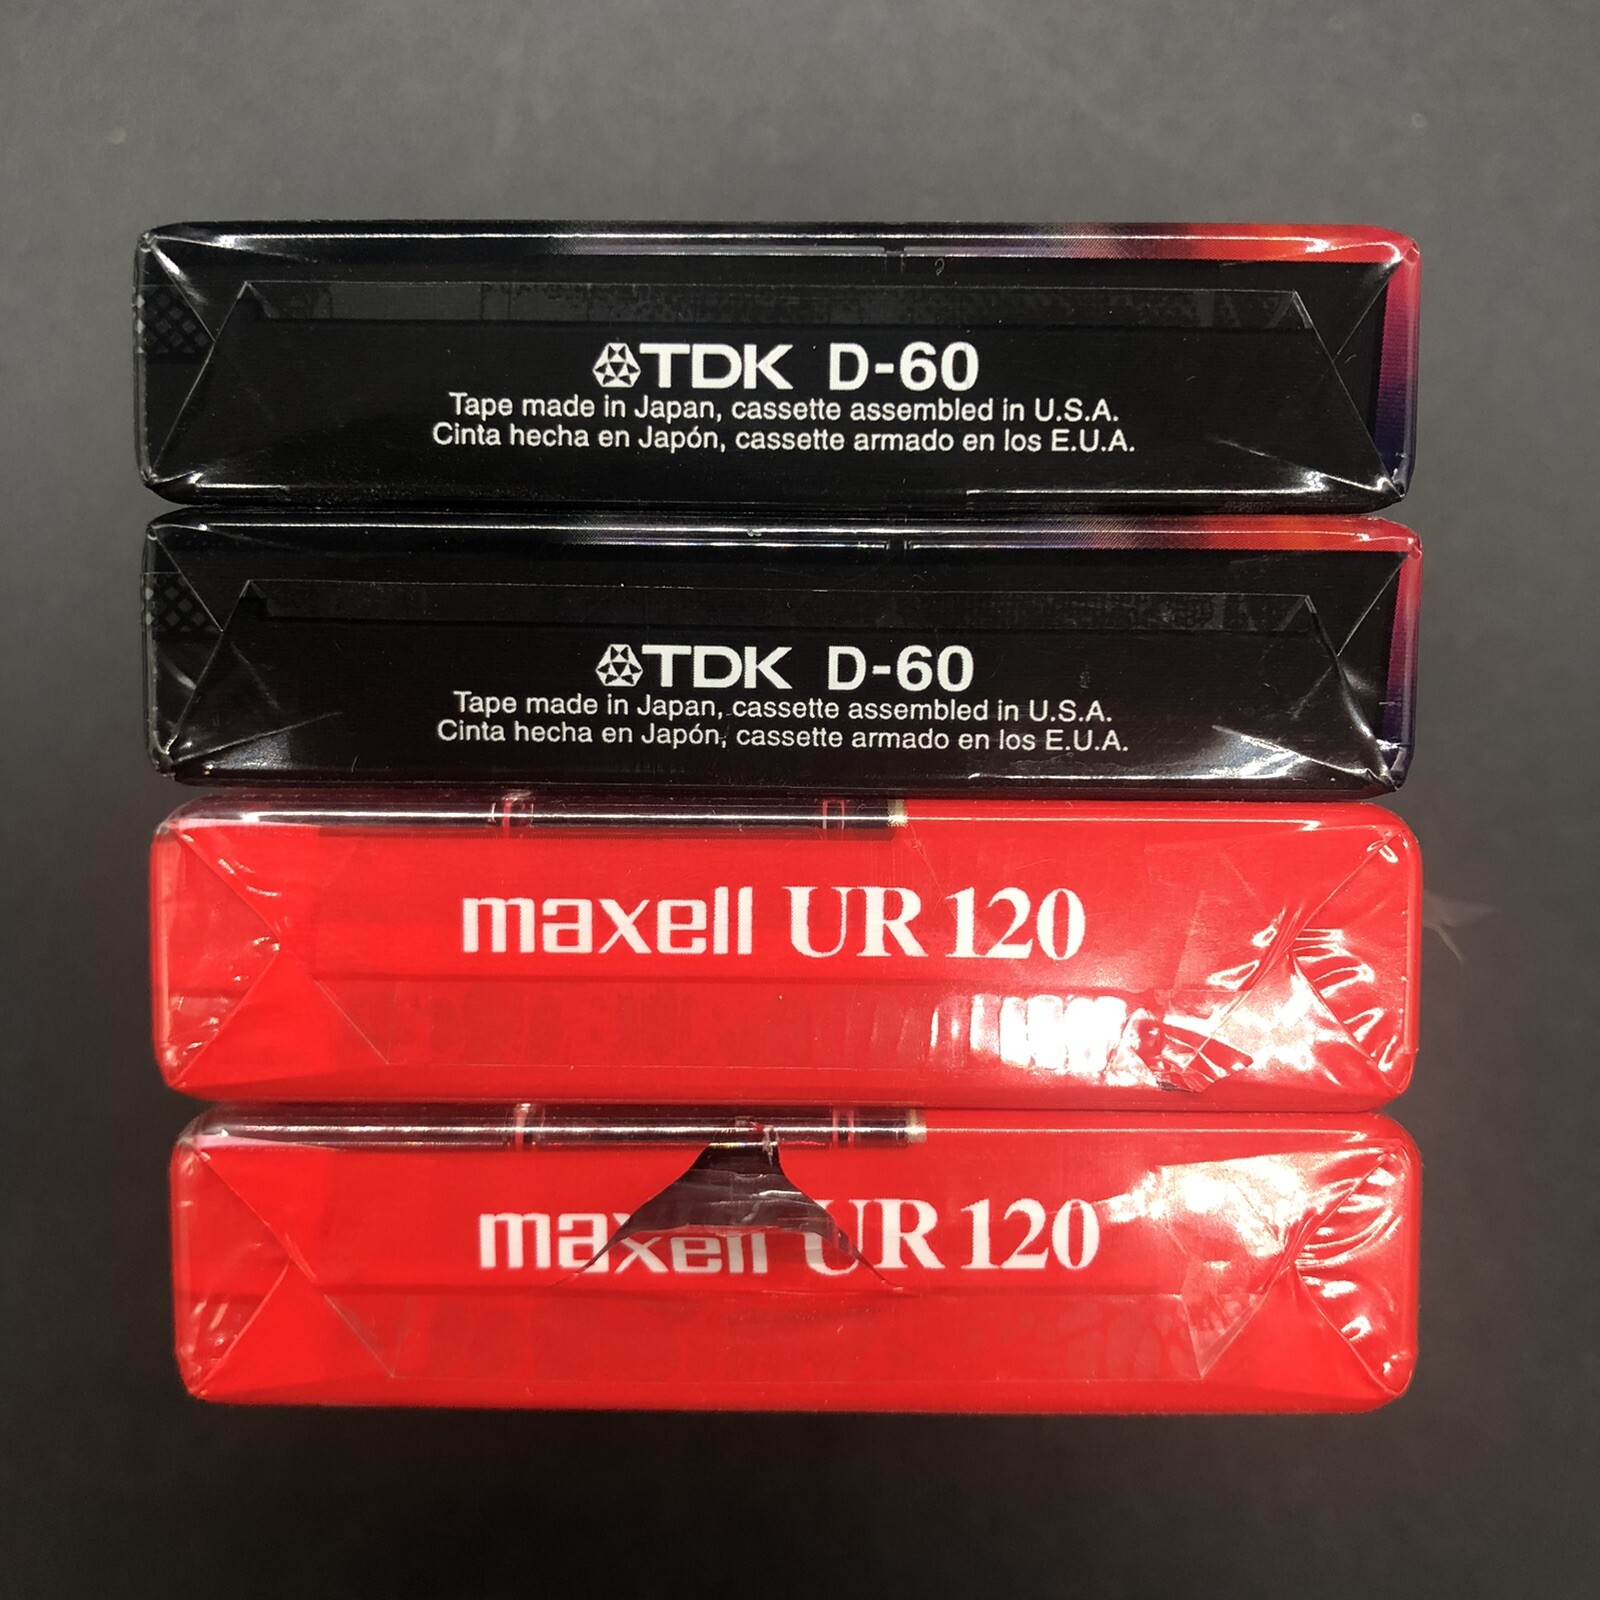 TDK D-60
Tape made in Japan, cassette assembled in U.S.A.
Cinta hecha en Japón, cassette armado en los E.U.A.
TDK D-60
Tape made in Japan, cassette assembled in U.S.A.
Cinta hecha en Japón, cassette armado en los E.U.A.
maxell UR 120
maxell UR 120